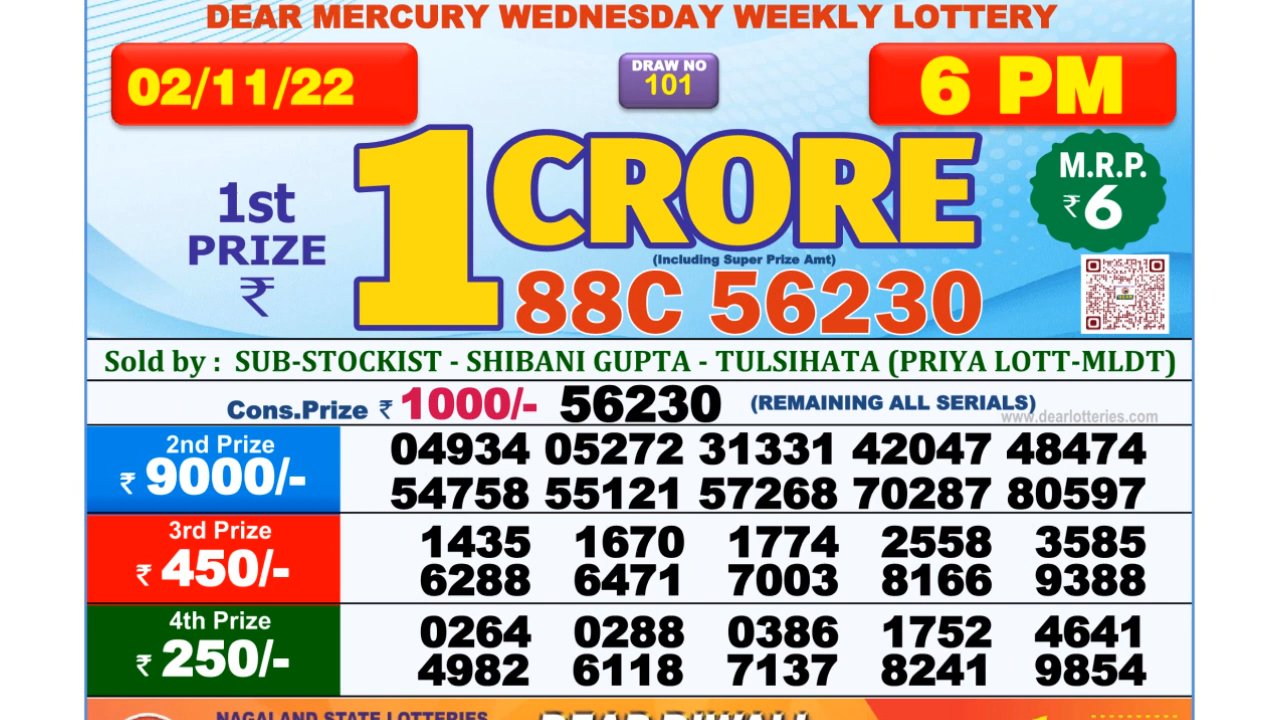 DEAR MERCURY WEDNESDAY WEEKLY LOTTERY
02/11/22
DRAW NO
101
6 PM
1st
PRIZE
₹
1 CRORE
(Including Super Prize Amt)
88C 56230
M.R.P.
₹6
Sold by : SUB-STOCKIST - SHIBANI GUPTA - TULSIHATA (PRIYA LOTT-MLDT)
Cons.Prize ₹ 1000/- 56230 (REMAINING ALL SERIALS)
www.dearlotteries.com
2nd Prize
₹ 9000/-
04934 05272 31331 42047 48474
54758 55121 57268 70287 80597
3rd Prize
₹ 450/-
1435 1670 1774 2558 3585
6288 6471 7003 8166 9388
4th Prize
₹ 250/-
0264 0288 0386 1752 4641
4982 6118 7137 8241 9854
NAGALAND STATE LOTTERIES
DEAR DIWALI